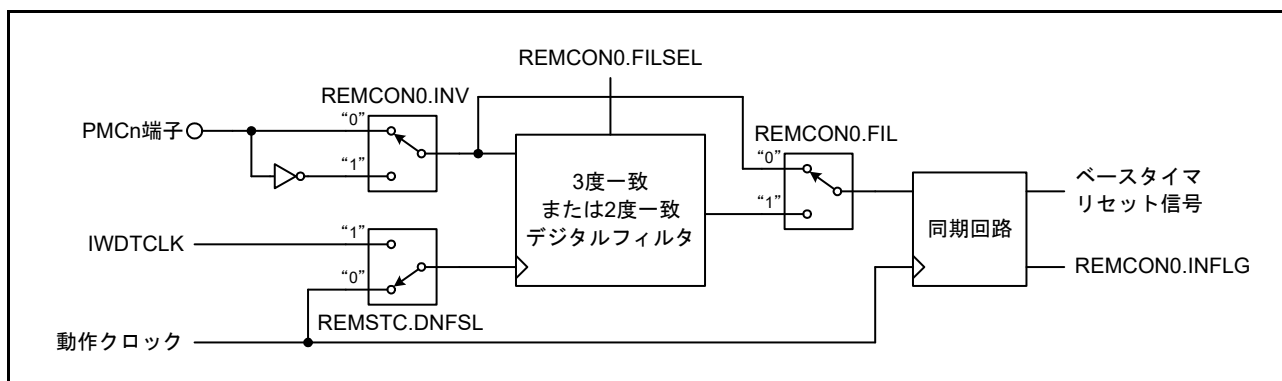 REMCON0.FILSEL
REMCON0.INV
PMCn端子
“0”
“1”
REMCON0.FIL
“0”
“1”
3度一致
または2度一致
デジタルフィルタ
ベースタイマ
リセット信号
同期回路
REMCON0.INFLG
IWDTCLK
“1”
“0”
REMSTC.DNFSL
動作クロック